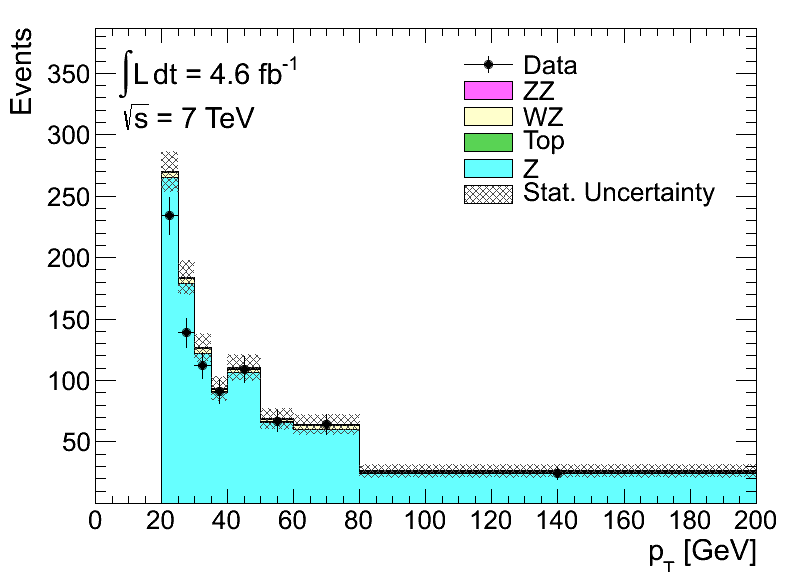 Events
350
300
250
200
150
100
50
∫L dt = 4.6 fb⁻¹
√s = 7 TeV
Data
ZZ
WZ
Top
Z
Stat. Uncertainty
0 20 40 60 80 100 120 140 160 180 200
p_T [GeV]